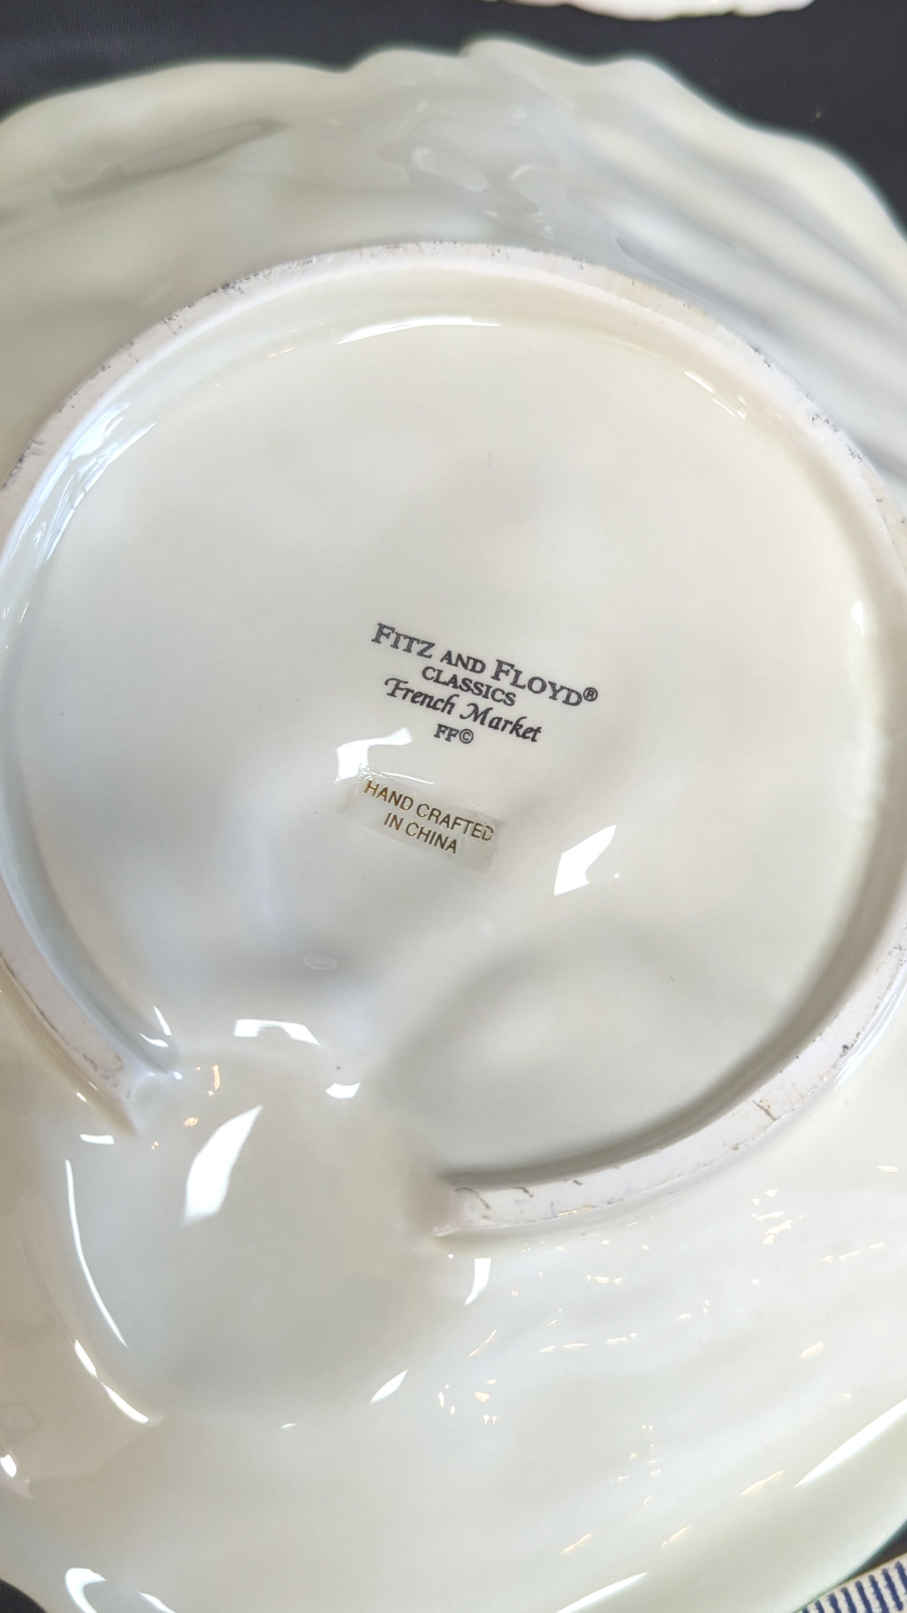 FITZ AND FLOYD®
CLASSICS
French Market
FF©
HAND CRAFTED
IN CHINA